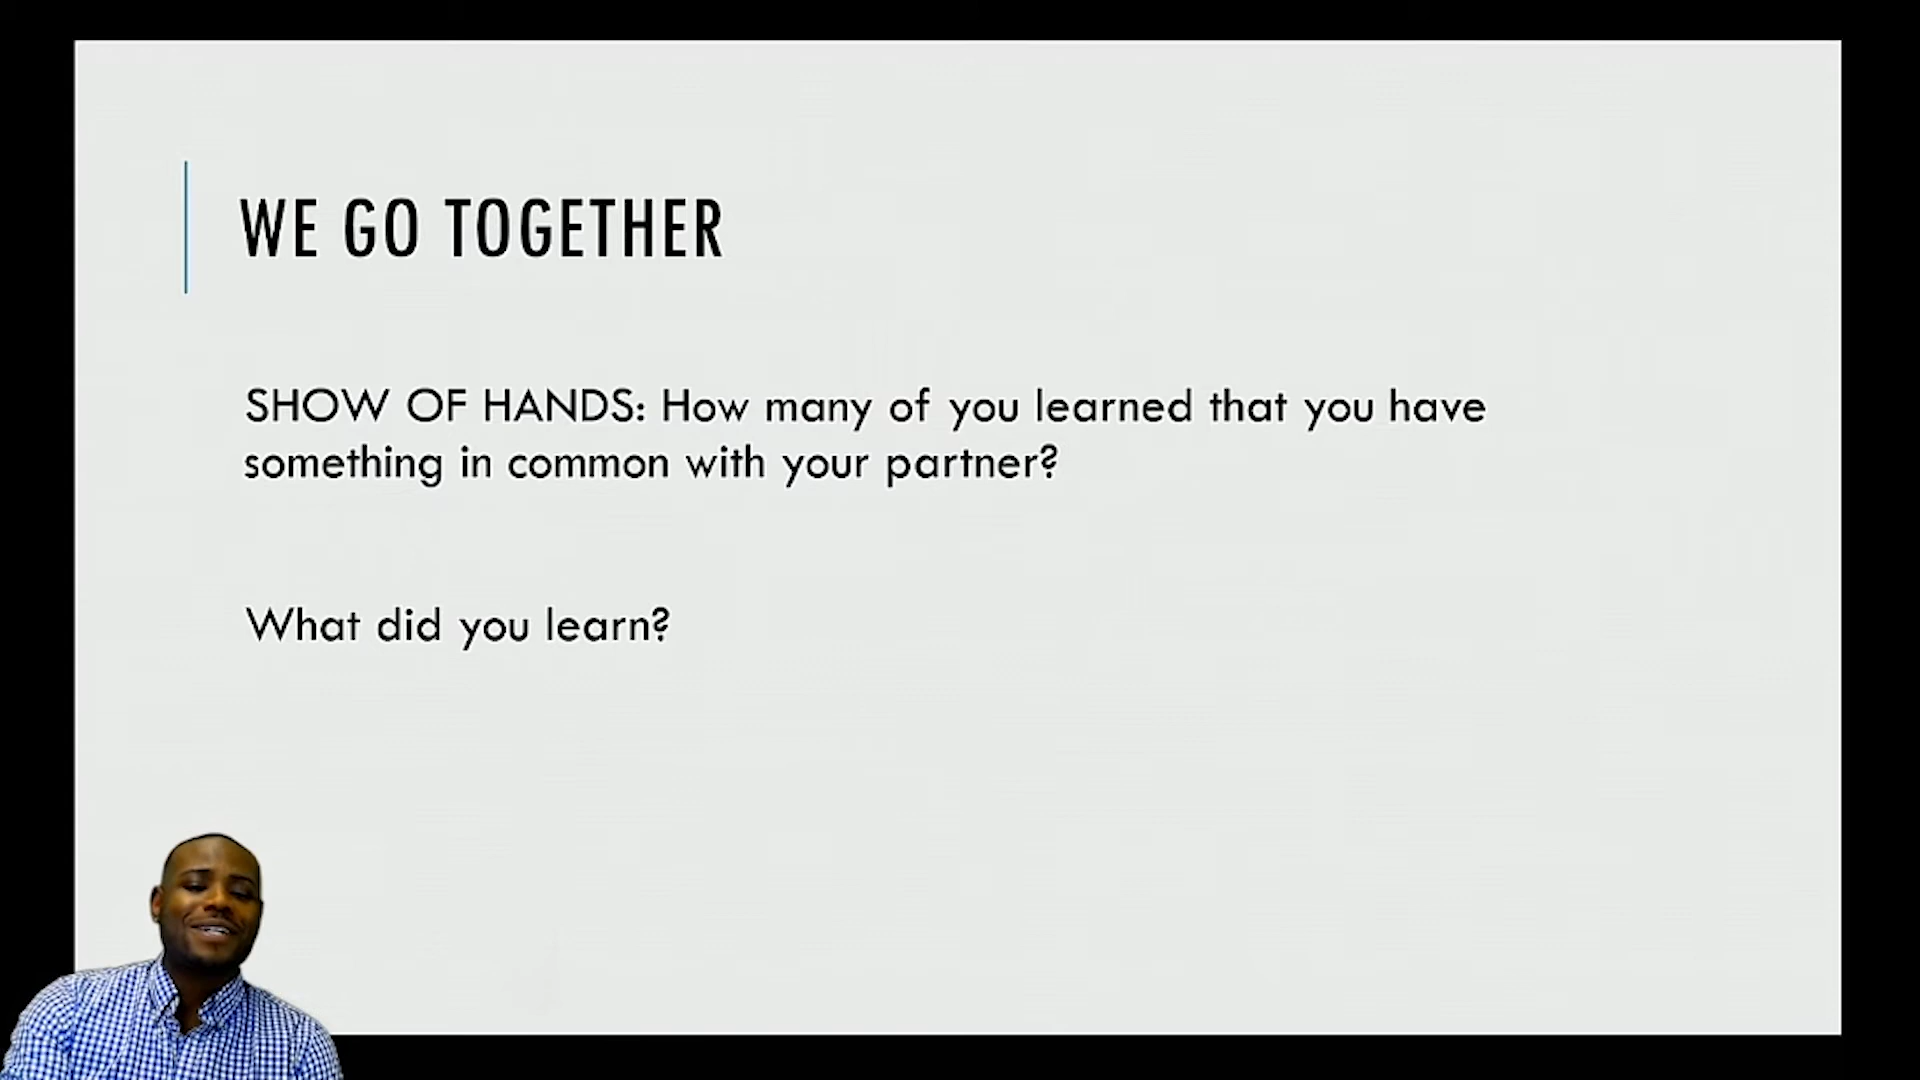 WE GO TOGETHER
SHOW OF HANDS: How many of you learned that you have
something in common with your partner?
What did you learn?